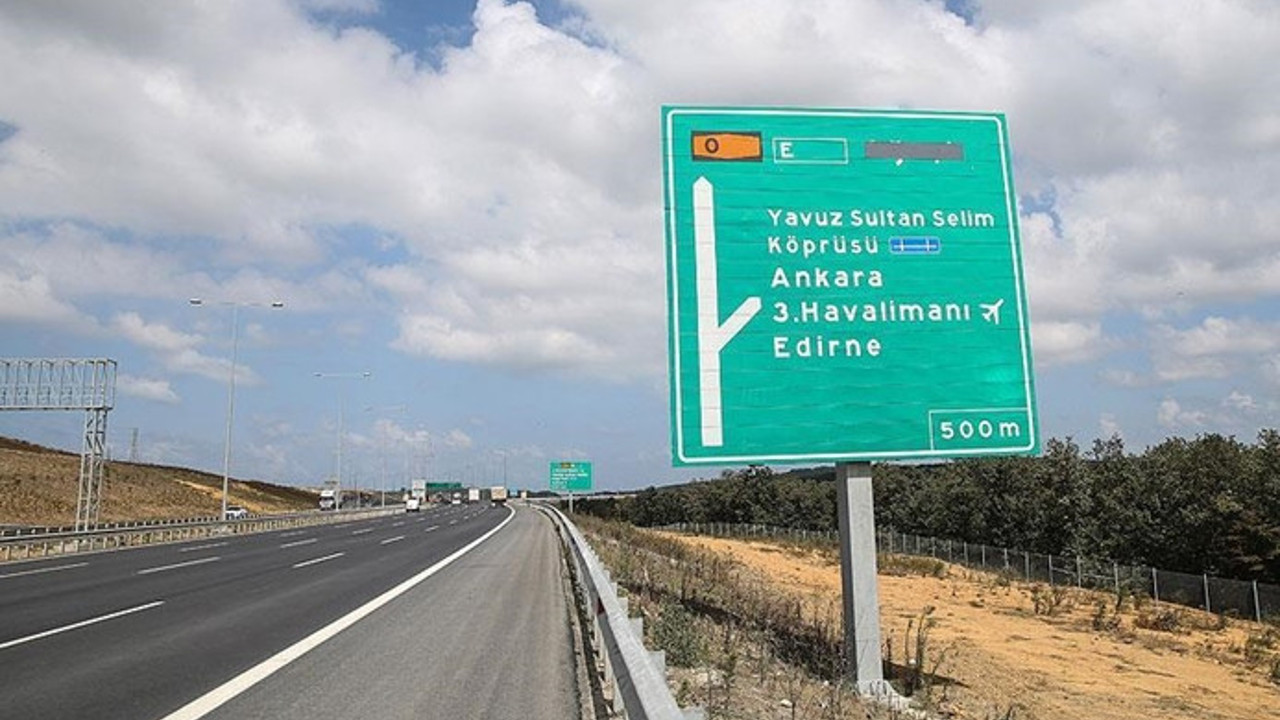 O E
Yavuz Sultan Selim
Köprüsü
Ankara
3.Havalimanı
Edirne
500m